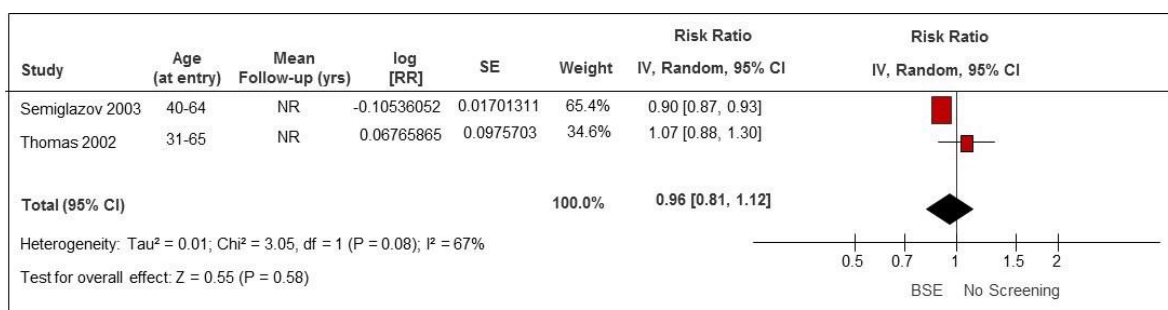 Risk Ratio Risk Ratio
Study Age (at entry) Mean Follow-up (yrs) log [RR] SE Weight IV, Random, 95% CI IV, Random, 95% CI
Semiglazov 2003 40-64 NR -0.10536052 0.01701311 65.4% 0.90 [0.87, 0.93]
Thomas 2002 31-65 NR 0.06765865 0.0975703 34.6% 1.07 [0.88, 1.30]
Total (95% CI) 100.0% 0.96 [0.81, 1.12]
Heterogeneity: Tau² = 0.01; Chi² = 3.05, df = 1 (P = 0.08); I² = 67%
Test for overall effect: Z = 0.55 (P = 0.58)
0.5 0.7 1 1.5 2
BSE No Screening